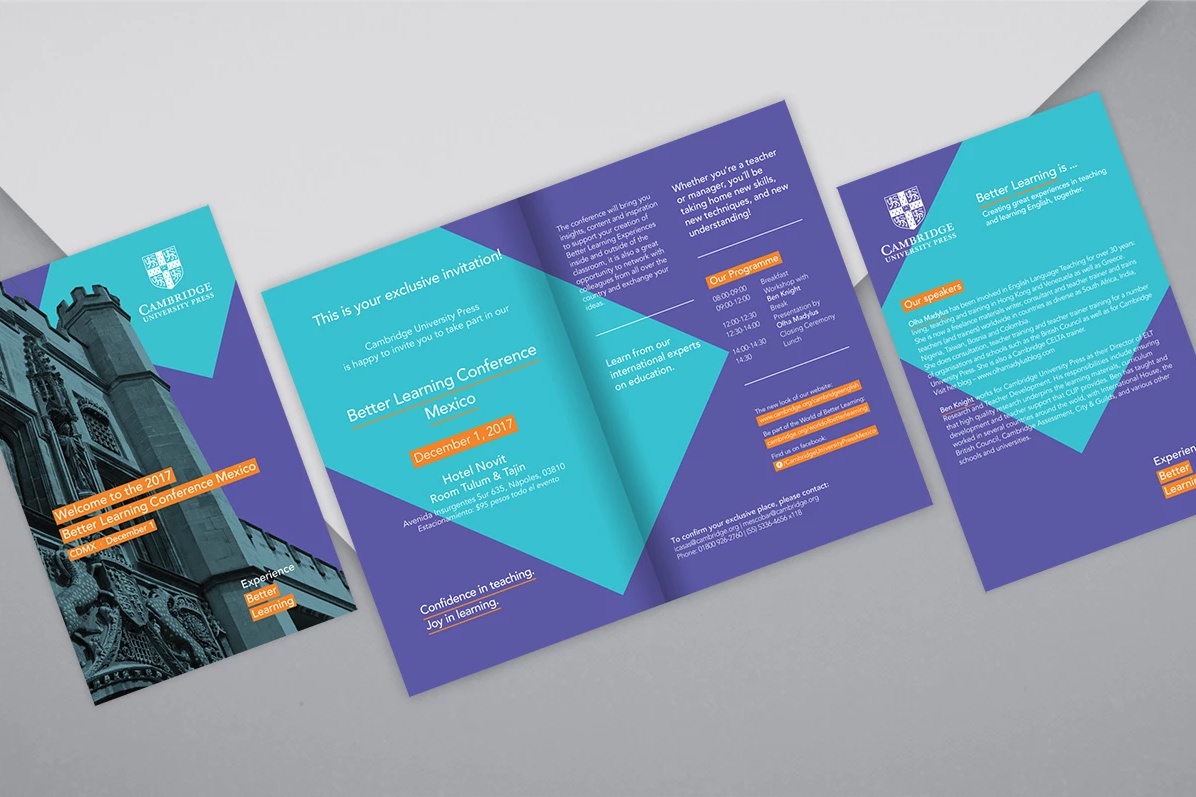 CAMBRIDGE
UNIVERSITY PRESS
Welcome to the 2017
Better Learning Conference Mexico
CDMX · December 1
Experience
Better
Learning
This is your exclusive invitation!
Cambridge University Press
is happy to invite you to take part in our
Better Learning Conference
Mexico
December 1, 2017
Hotel Novit
Room Tulum & Tajin
Avenida Insurgentes Sur 635, Nápoles, 03810
Estacionamiento: $95 pesos todo el evento
Confidence in teaching.
Joy in learning.
The conference will bring you
insights, content and inspiration
to support your creation of
Better Learning Experiences
inside and outside of the
classroom, it is also a great
opportunity to network with
colleagues from all over the
country and exchange your
ideas.
Learn from our
international experts
on education.
Whether you're a teacher
or manager, you'll be
taking home new skills,
new techniques, and new
understanding!
Our Programme
08:00-09:00 Breakfast
09:00-12:00 Workshop with
Ben Knight
12:00-12:30 Break
12:30-14:00 Presentation by
Olha Madylus
14:00-14:30 Closing Ceremony
14:30 Lunch
The new look of our website:
www.cambridge.org/cambridgeenglish
Be part of the World of Better Learning:
cambridge.org/worldofbetterlearning
Find us on facebook:
/CambridgeUniversityPressMexico
To confirm your exclusive place, please contact:
icasas@cambridge.org | mescobar@cambridge.org
Phone: 01800 926-2760 | (55) 5336-4656 x118
CAMBRIDGE
UNIVERSITY PRESS
Better Learning is ...
Creating great experiences in teaching
and learning English, together.
Our speakers
Olha Madylus has been involved in English Language Teaching for over 30 years:
living, teaching and training in Hong Kong and Venezuela as well as Greece.
She is now a freelance materials writer, consultant and teacher trainer and trains
teachers (and trainers) worldwide in countries as diverse as South Africa, India,
Nigeria, Taiwan, Bosnia and Colombia.
She does consultation, teacher training and teacher trainer training for a number
of organisations and schools such as the British Council as well as for Cambridge
University Press. She is also a Cambridge CELTA trainer.
Visit her blog – www.olhamadylusblog.com
Ben Knight works for Cambridge University Press as their Director of ELT
Research and Teacher Development. His responsibilities include ensuring
that high quality research underpins the learning materials, curriculum
development and teacher support that CUP provides. Ben has taught and
worked in several countries around the world, with International House, the
British Council, Cambridge Assessment, City & Guilds, and various other
schools and universities.
Experien
Better
Learnin